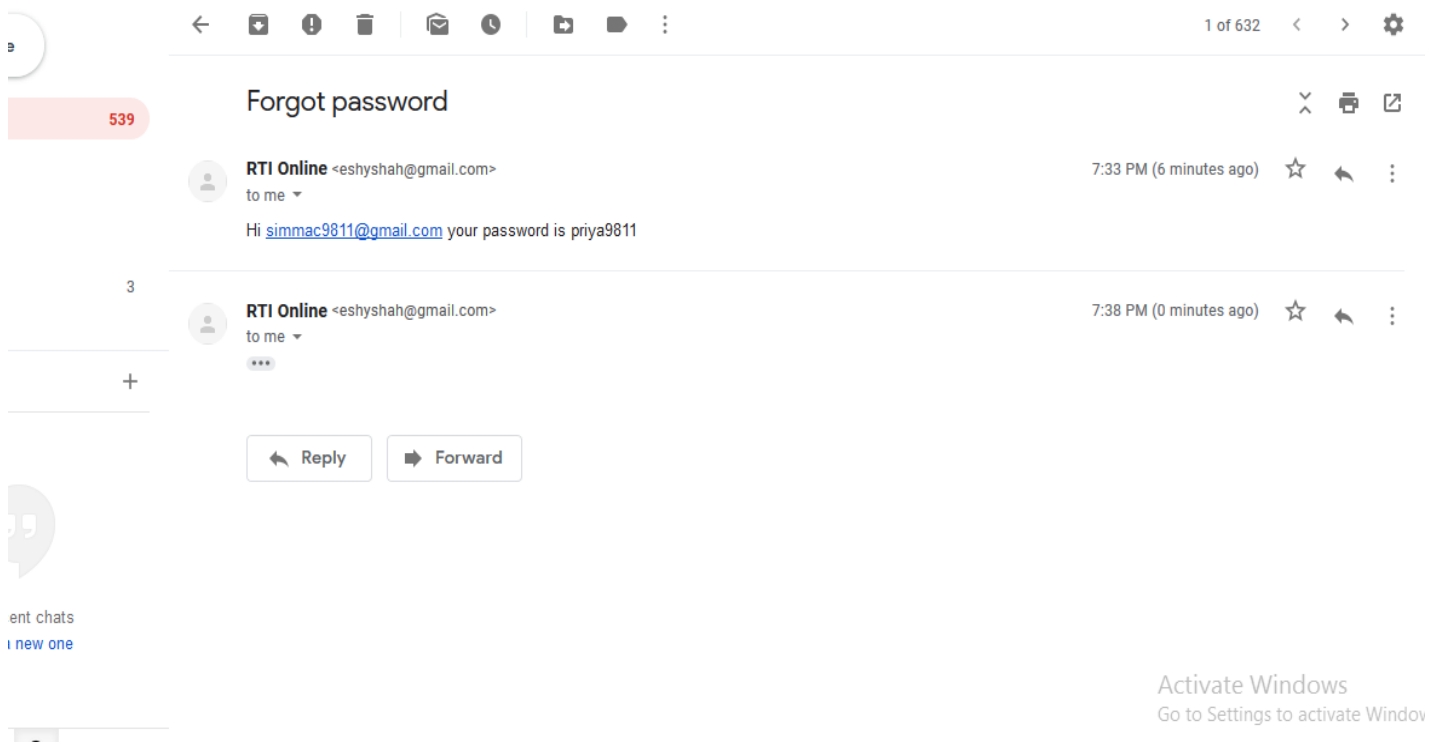 e
1 of 632
Forgot password
539
RTI Online <eshyshah@gmail.com>
7:33 PM (6 minutes ago)
to me
Hi simmac9811@gmail.com your password is priya9811
3
RTI Online <eshyshah@gmail.com>
7:38 PM (0 minutes ago)
to me
Reply
Forward
ent chats
new one
Activate Windows
Go to Settings to activate Window